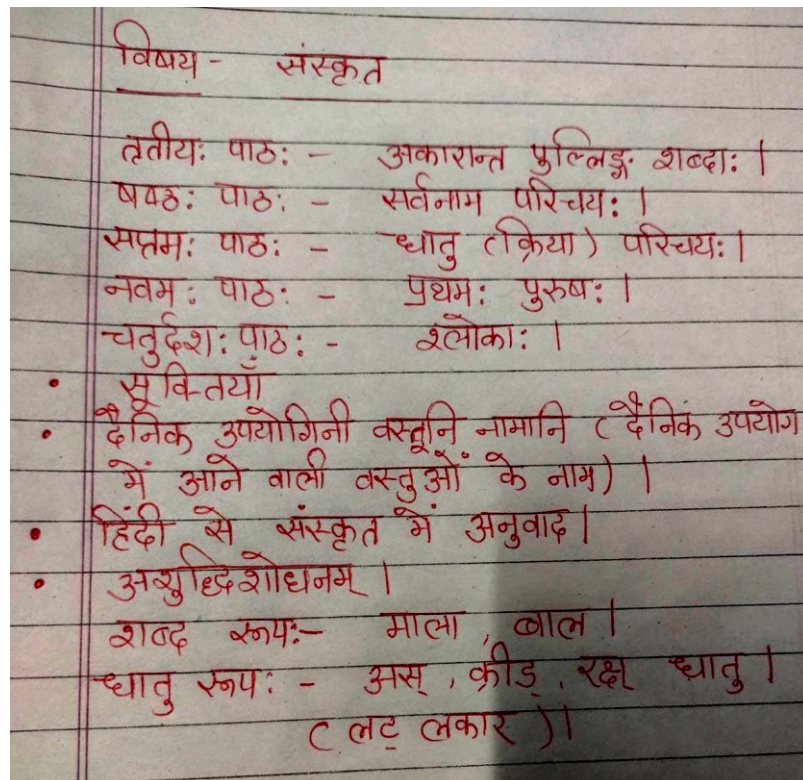 विषय - संस्कृत
तृतीय: पाठ: - अकारान्त पुल्लिङ्ग शब्दा: |
षष्ठ: पाठ: - सर्वनाम परिचय: |
सप्तम: पाठ: - धातु (क्रिया) परिचय: |
नवम: पाठ: - प्रथम: पुरुष: |
चतुर्दश: पाठ: - श्लोका: |
• सूक्तियाँ
• दैनिक उपयोगिनी वस्तूनि नामानि (दैनिक उपयोग
में आने वाली वस्तुओं के नाम) |
• हिंदी से संस्कृत में अनुवाद |
• अशुद्धिशोधनम् |
शब्द रूप:- माला, बाल |
धातु रूप: - अस्, क्रीड्, रक्ष् धातु |
(लट् लकार) |